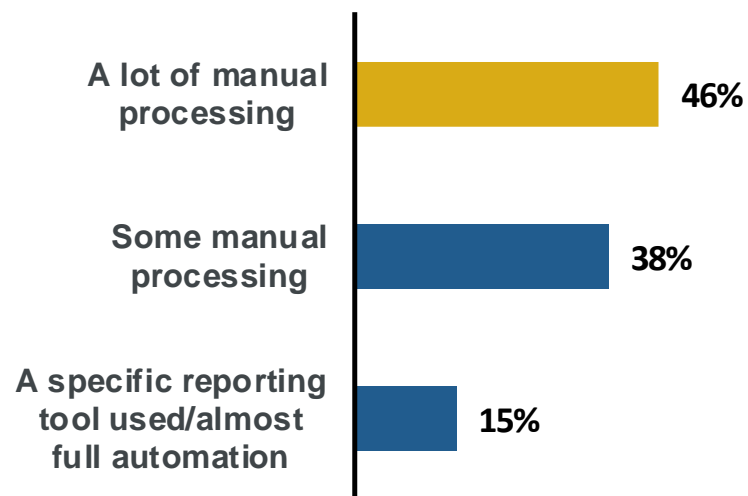 A lot of manual
processing
46%
Some manual
processing
38%
A specific reporting
tool used/almost
full automation
15%